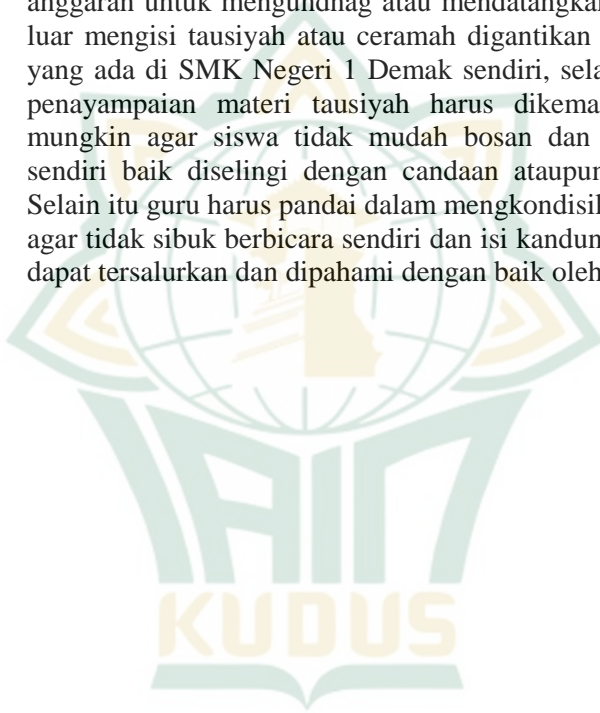 anggaran untuk mengundnag atau mendatangkan
luar mengisi tausiyah atau ceramah digantikan
yang ada di SMK Negeri 1 Demak sendiri, sela
penayampaian materi tausiyah harus dikema
mungkin agar siswa tidak mudah bosan dan
sendiri baik diselingi dengan candaan ataupun
Selain itu guru harus pandai dalam mengkondisik
agar tidak sibuk berbicara sendiri dan isi kandun
dapat tersalurkan dan dipahami dengan baik oleh
IAIN
KUDUS